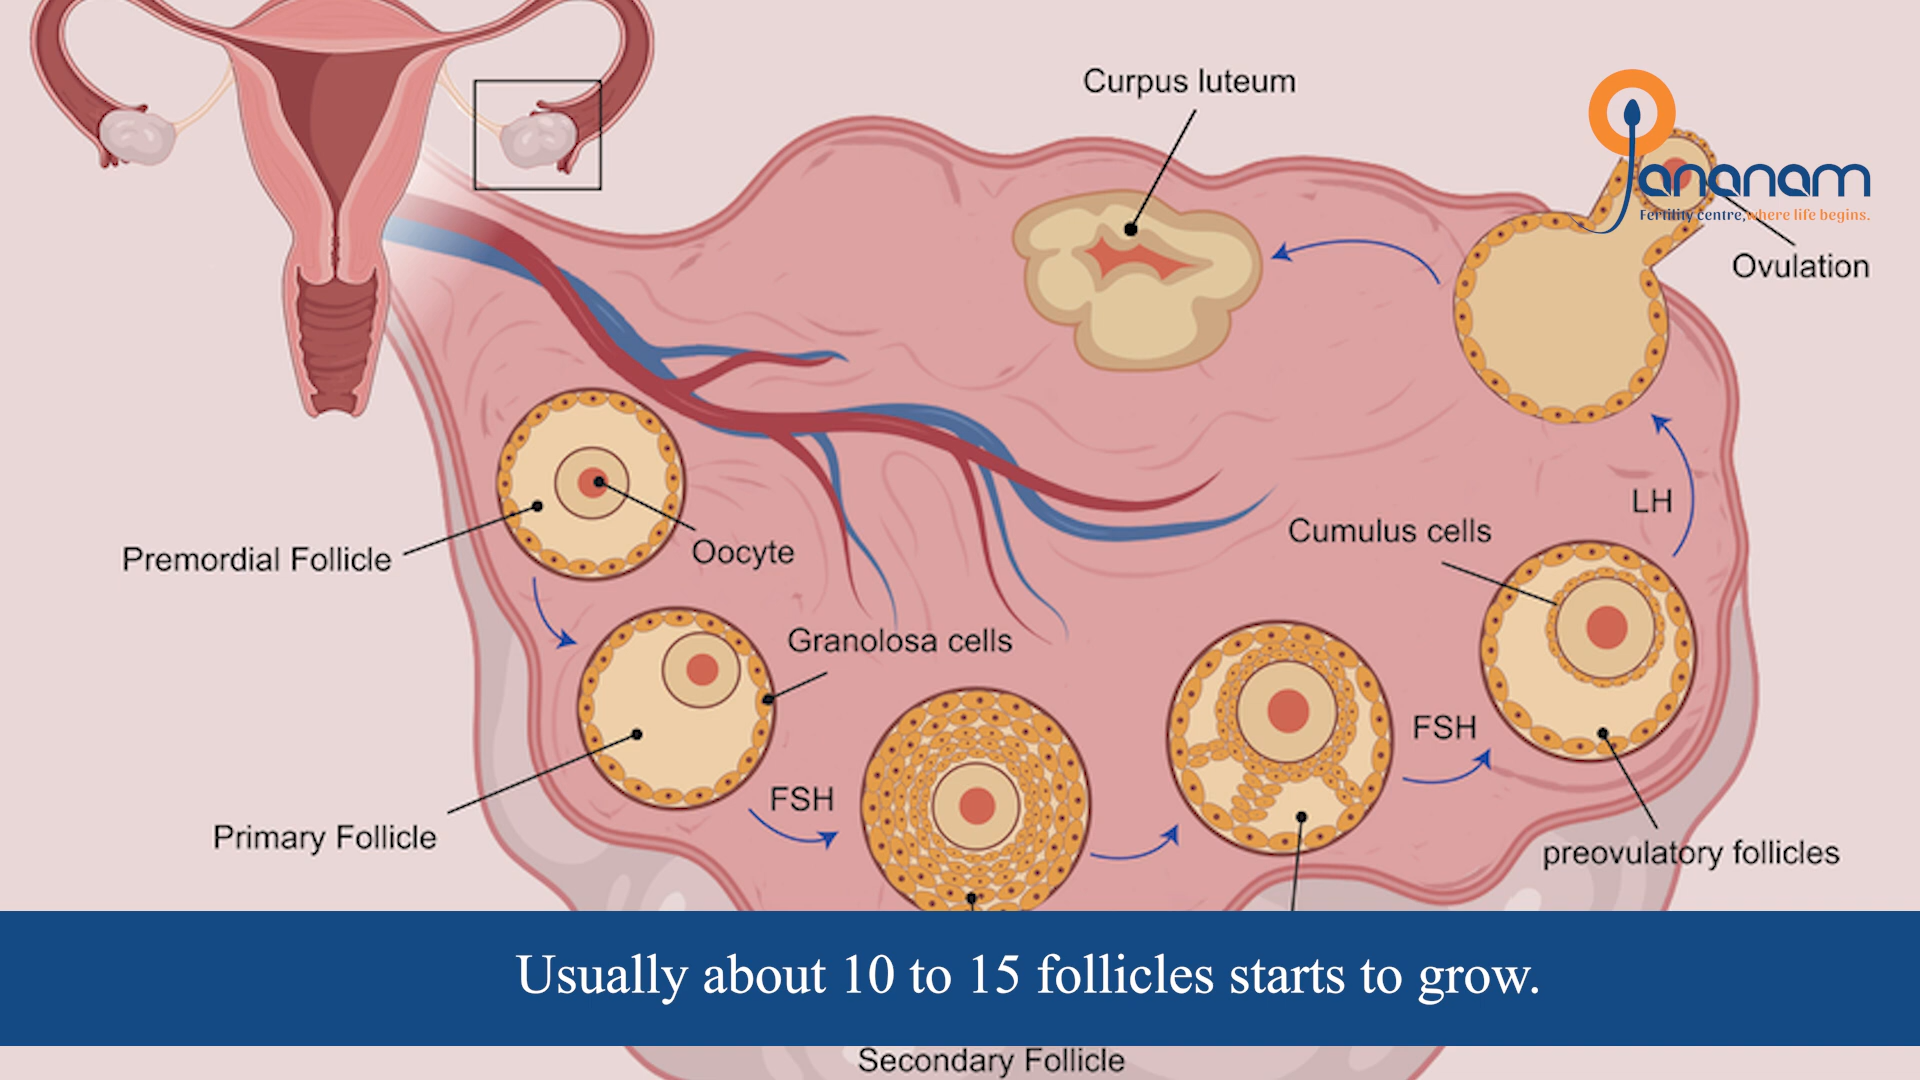 Curpus luteum
Jananam
Fertility centre, where life begins.
Ovulation
LH
Cumulus cells
Premordial Follicle
Oocyte
Granolosa cells
FSH
FSH
Primary Follicle
preovulatory follicles
Usually about 10 to 15 follicles starts to grow.
Secondary Follicle